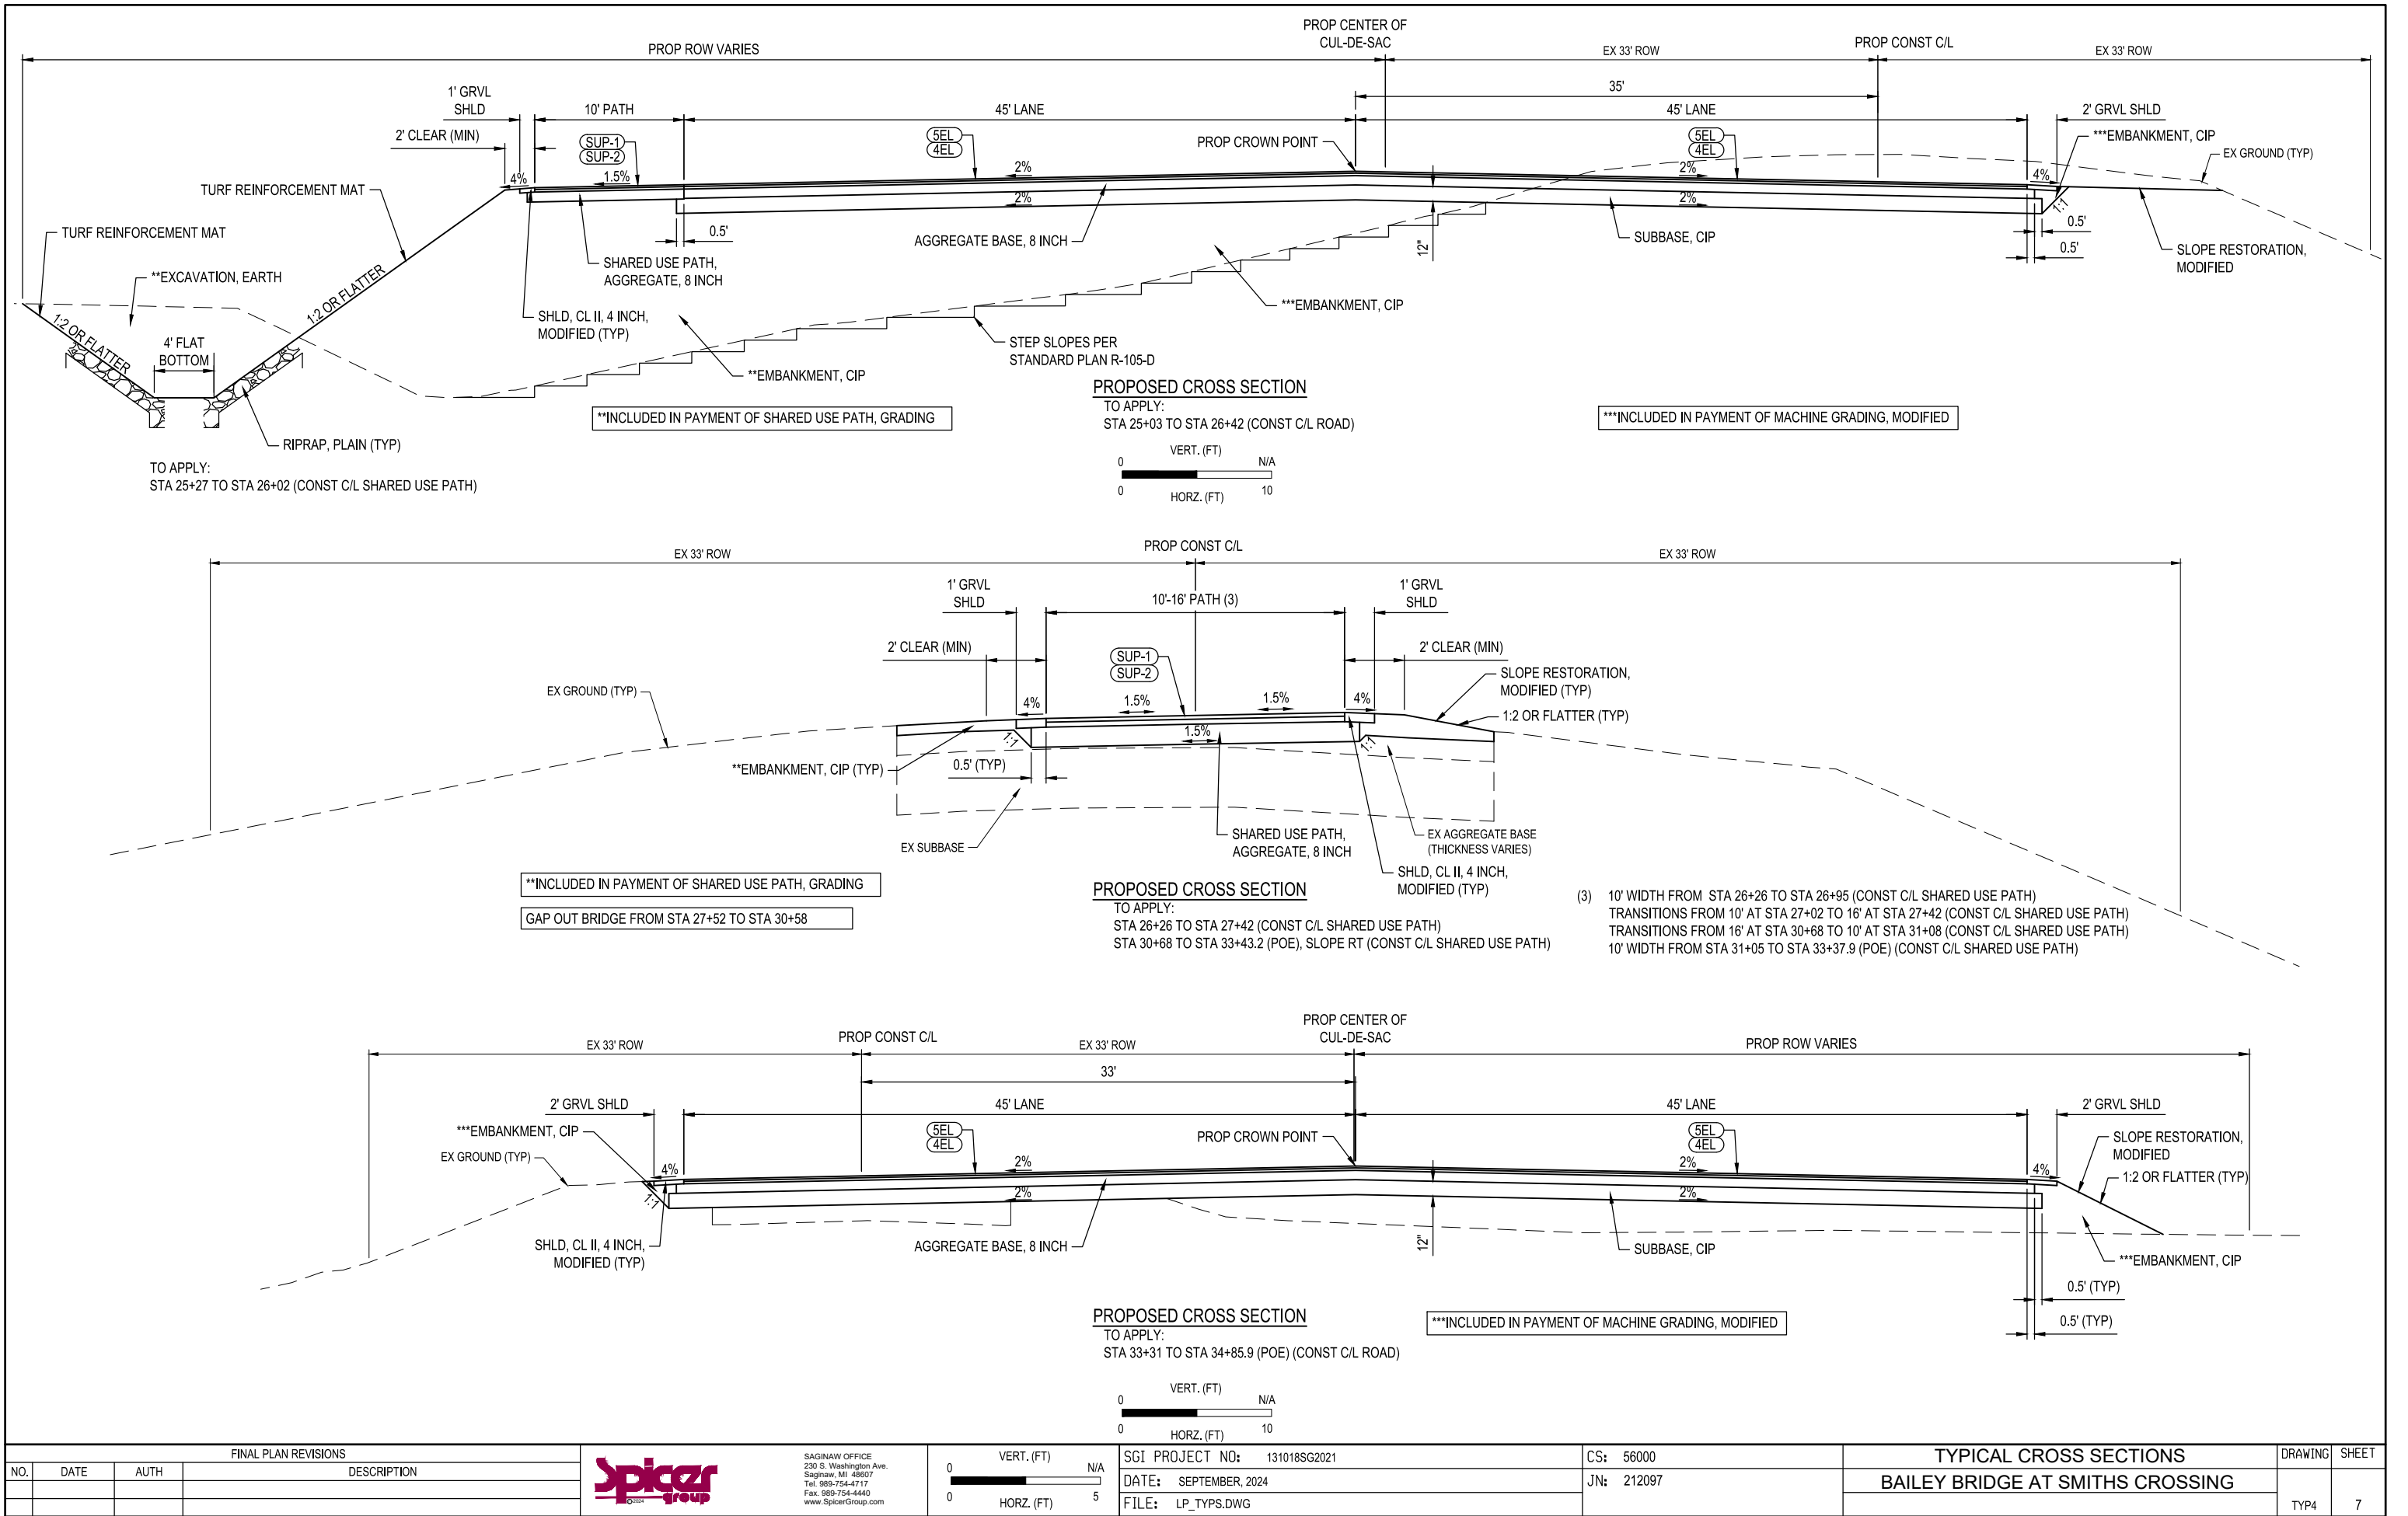 PROP ROW VARIES
PROP CENTER OF
CUL-DE-SAC
EX 33' ROW
PROP CONST C/L
EX 33' ROW
35'
1' GRVL
SHLD
10' PATH
45' LANE
45' LANE
2' GRVL SHLD
2' CLEAR (MIN)
SUP-1
SUP-2
5EL
4EL
PROP CROWN POINT
5EL
4EL
***EMBANKMENT, CIP
EX GROUND (TYP)
4%
1.5%
2%
2%
4%
TURF REINFORCEMENT MAT
2%
2%
1:1
TURF REINFORCEMENT MAT
0.5'
AGGREGATE BASE, 8 INCH
12"
SUBBASE, CIP
0.5'
0.5'
SLOPE RESTORATION,
MODIFIED
**EXCAVATION, EARTH
SHARED USE PATH,
AGGREGATE, 8 INCH
1:2 OR FLATTER
***EMBANKMENT, CIP
1:2 OR FLATTER
4' FLAT
BOTTOM
SHLD, CL II, 4 INCH,
MODIFIED (TYP)
STEP SLOPES PER
STANDARD PLAN R-105-D
**EMBANKMENT, CIP
PROPOSED CROSS SECTION
TO APPLY:
STA 25+03 TO STA 26+42 (CONST C/L ROAD)
**INCLUDED IN PAYMENT OF SHARED USE PATH, GRADING
***INCLUDED IN PAYMENT OF MACHINE GRADING, MODIFIED
RIPRAP, PLAIN (TYP)
TO APPLY:
STA 25+27 TO STA 26+02 (CONST C/L SHARED USE PATH)
VERT. (FT)
0 N/A
0 10
HORZ. (FT)
EX 33' ROW
PROP CONST C/L
EX 33' ROW
1' GRVL
SHLD
10'-16' PATH (3)
1' GRVL
SHLD
2' CLEAR (MIN)
SUP-1
SUP-2
2' CLEAR (MIN)
EX GROUND (TYP)
SLOPE RESTORATION,
MODIFIED (TYP)
4%
1.5%
1.5%
4%
1:2 OR FLATTER (TYP)
1:1
1.5%
1:1
**EMBANKMENT, CIP (TYP)
0.5' (TYP)
EX SUBBASE
SHARED USE PATH,
AGGREGATE, 8 INCH
EX AGGREGATE BASE
(THICKNESS VARIES)
SHLD, CL II, 4 INCH,
MODIFIED (TYP)
**INCLUDED IN PAYMENT OF SHARED USE PATH, GRADING
GAP OUT BRIDGE FROM STA 27+52 TO STA 30+58
PROPOSED CROSS SECTION
TO APPLY:
STA 26+26 TO STA 27+42 (CONST C/L SHARED USE PATH)
STA 30+68 TO STA 33+43.2 (POE), SLOPE RT (CONST C/L SHARED USE PATH)
(3) 10' WIDTH FROM STA 26+26 TO STA 26+95 (CONST C/L SHARED USE PATH)
TRANSITIONS FROM 10' AT STA 27+02 TO 16' AT STA 27+42 (CONST C/L SHARED USE PATH)
TRANSITIONS FROM 16' AT STA 30+68 TO 10' AT STA 31+08 (CONST C/L SHARED USE PATH)
10' WIDTH FROM STA 31+05 TO STA 33+37.9 (POE) (CONST C/L SHARED USE PATH)
EX 33' ROW
PROP CONST C/L
EX 33' ROW
PROP CENTER OF
CUL-DE-SAC
PROP ROW VARIES
33'
2' GRVL SHLD
45' LANE
45' LANE
2' GRVL SHLD
***EMBANKMENT, CIP
5EL
4EL
PROP CROWN POINT
5EL
4EL
SLOPE RESTORATION,
MODIFIED
EX GROUND (TYP)
4%
2%
2%
4%
1:2 OR FLATTER (TYP)
1:1
2%
2%
SHLD, CL II, 4 INCH,
MODIFIED (TYP)
AGGREGATE BASE, 8 INCH
12"
SUBBASE, CIP
***EMBANKMENT, CIP
0.5' (TYP)
0.5' (TYP)
PROPOSED CROSS SECTION
TO APPLY:
STA 33+31 TO STA 34+85.9 (POE) (CONST C/L ROAD)
***INCLUDED IN PAYMENT OF MACHINE GRADING, MODIFIED
VERT. (FT)
0 N/A
0 10
HORZ. (FT)
FINAL PLAN REVISIONS
NO. DATE AUTH DESCRIPTION
spicer
group
©2024
SAGINAW OFFICE
230 S. Washington Ave.
Saginaw, MI 48607
Tel. 989-754-4717
Fax. 989-754-4440
www.SpicerGroup.com
VERT. (FT)
0 N/A
0 5
HORZ. (FT)
SGI PROJECT NO: 131018SG2021
DATE: SEPTEMBER, 2024
FILE: LP_TYPS.DWG
CS: 56000
JN: 212097
TYPICAL CROSS SECTIONS
BAILEY BRIDGE AT SMITHS CROSSING
DRAWING SHEET
TYP4 7